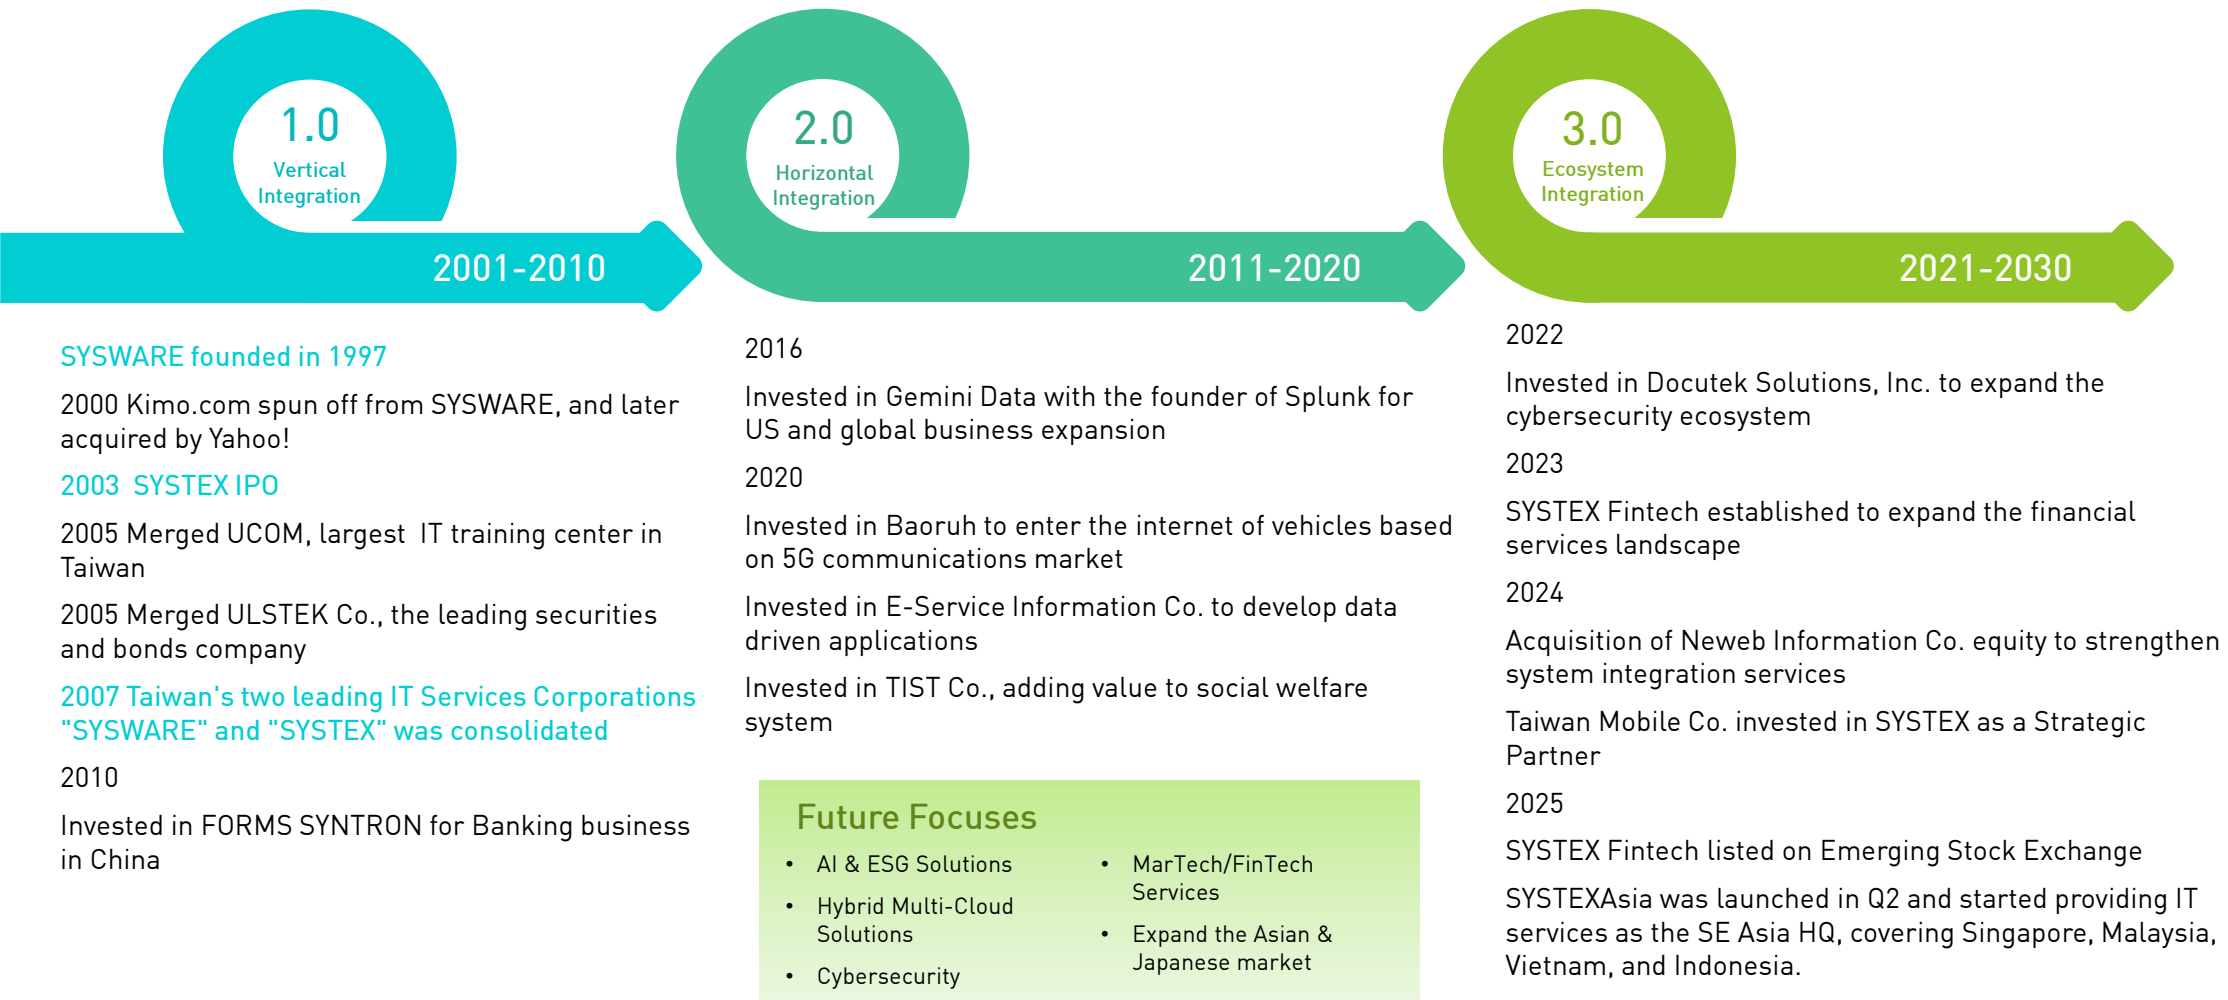 1.0
Vertical
Integration
2001-2010
SYSWARE founded in 1997
2000 Kimo.com spun off from SYSWARE, and later
acquired by Yahoo!
2003 SYSTEX IPO
2005 Merged UCOM, largest IT training center in
Taiwan
2005 Merged ULSTEK Co., the leading securities
and bonds company
2007 Taiwan's two leading IT Services Corporations
"SYSWARE" and "SYSTEX" was consolidated
2010
Invested in FORMS SYNTRON for Banking business
in China
2.0
Horizontal
Integration
2011-2020
2016
Invested in Gemini Data with the founder of Splunk for
US and global business expansion
2020
Invested in Baoruh to enter the internet of vehicles based
on 5G communications market
Invested in E-Service Information Co. to develop data
driven applications
Invested in TIST Co., adding value to social welfare
system
Future Focuses
• AI & ESG Solutions
• Hybrid Multi-Cloud
Solutions
• Cybersecurity
• MarTech/FinTech
Services
• Expand the Asian &
Japanese market
3.0
Ecosystem
Integration
2021-2030
2022
Invested in Docutek Solutions, Inc. to expand the
cybersecurity ecosystem
2023
SYSTEX Fintech established to expand the financial
services landscape
2024
Acquisition of Neweb Information Co. equity to strengthen
system integration services
Taiwan Mobile Co. invested in SYSTEX as a Strategic
Partner
2025
SYSTEX Fintech listed on Emerging Stock Exchange
SYSTEXAsia was launched in Q2 and started providing IT
services as the SE Asia HQ, covering Singapore, Malaysia,
Vietnam, and Indonesia.